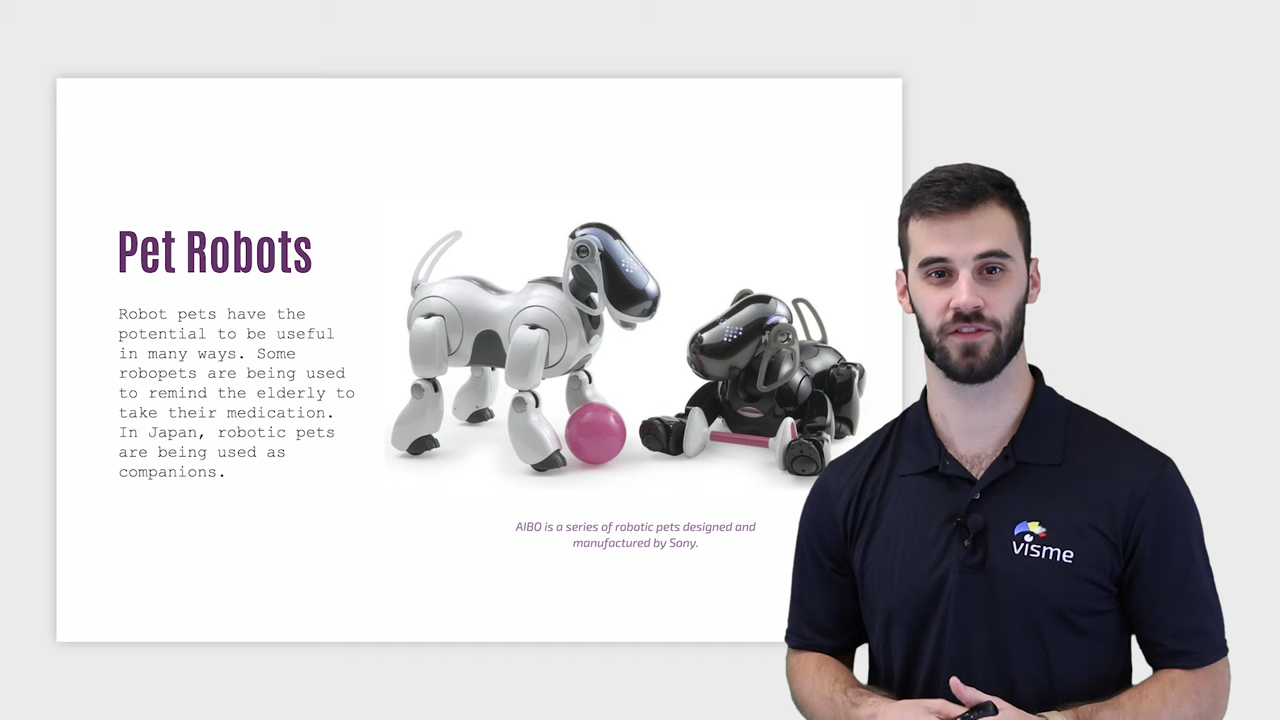 Pet Robots
Robot pets have the
potential to be useful
in many ways. Some
robopets are being used
to remind the elderly to
take their medication.
In Japan, robotic pets
are being used as
companions.
AIBO is a series of robotic pets designed and
manufactured by Sony.
visme